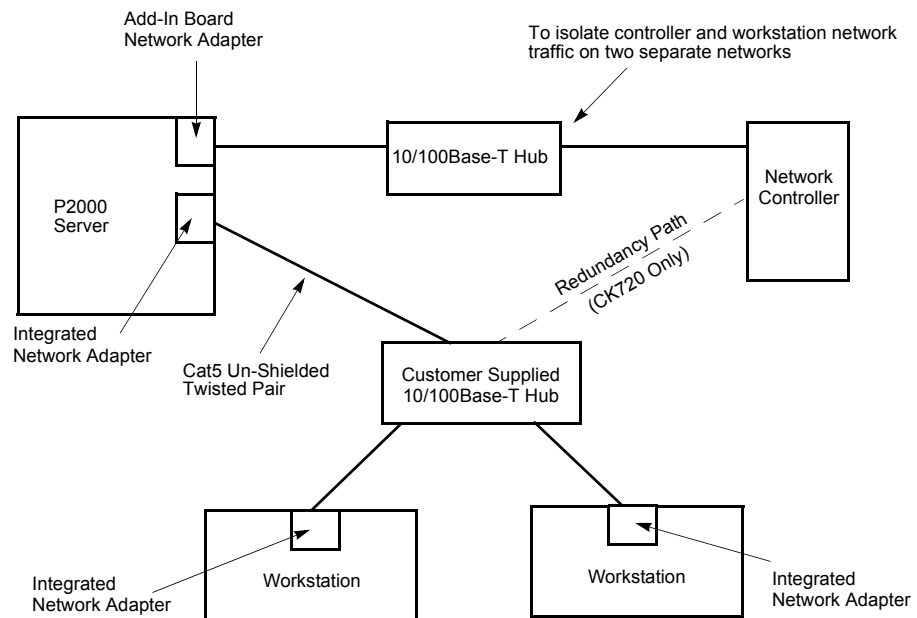 Add-In Board
Network Adapter
To isolate controller and workstation network
traffic on two separate networks
10/100Base-T Hub
Network
Controller
P2000
Server
Redundancy Path
(CK720 Only)
Integrated
Network Adapter
Cat5 Un-Shielded
Twisted Pair
Customer Supplied
10/100Base-T Hub
Integrated
Network Adapter
Workstation
Workstation
Integrated
Network Adapter